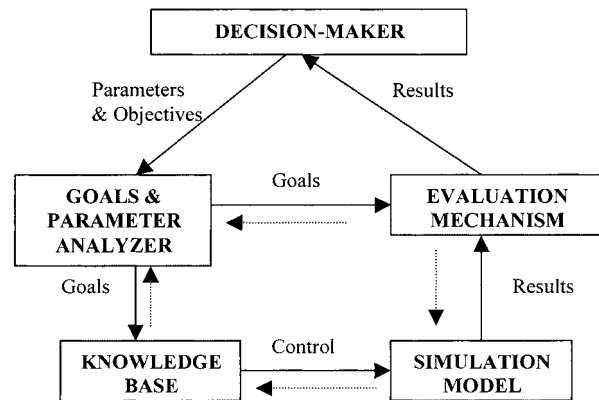 DECISION-MAKER
Parameters
& Objectives
Results
GOALS &
PARAMETER
ANALYZER
Goals
EVALUATION
MECHANISM
Goals
Results
KNOWLEDGE
BASE
Control
SIMULATION
MODEL